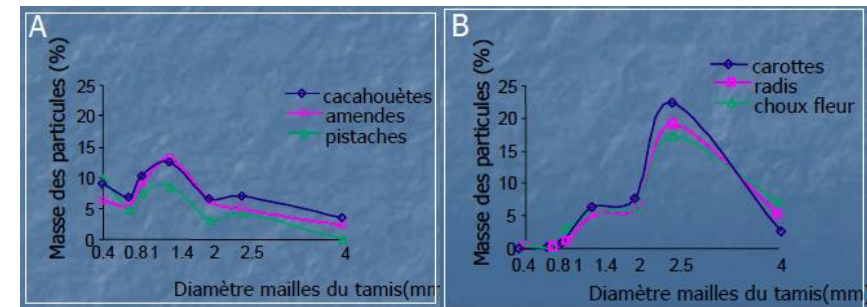 A
Masse des particules (%)
25
20
15
10
5
0
cacahouètes
amendes
pistaches
0.4 0.8 1 1.4 2 2.5 4
Diamètre mailles du tamis(mm
B
Masse des particules (%)
25
20
15
10
5
0
carottes
radis
choux fleur
0.4 0.8 1 1.4 2 2.5 4
Diamètre mailles du tamis(mm